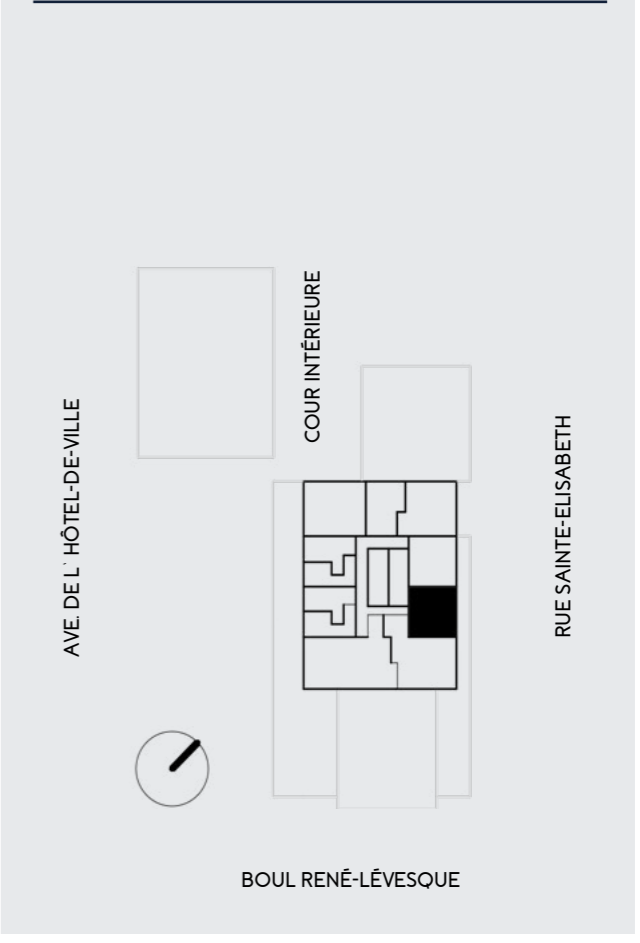 COUR INTÉRIEURE
AVE. DE L` HÔTEL-DE-VILLE
RUE SAINTE-ELISABETH
BOUL RENÉ-LÉVESQUE